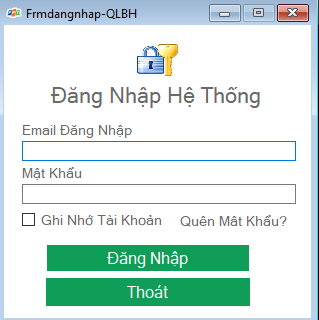 Frmdangnhap-QLBH
Đăng Nhập Hệ Thống
Email Đăng Nhập
Mật Khẩu
Ghi Nhớ Tài Khoản Quên Mât Khẩu?
Đăng Nhập
Thoát